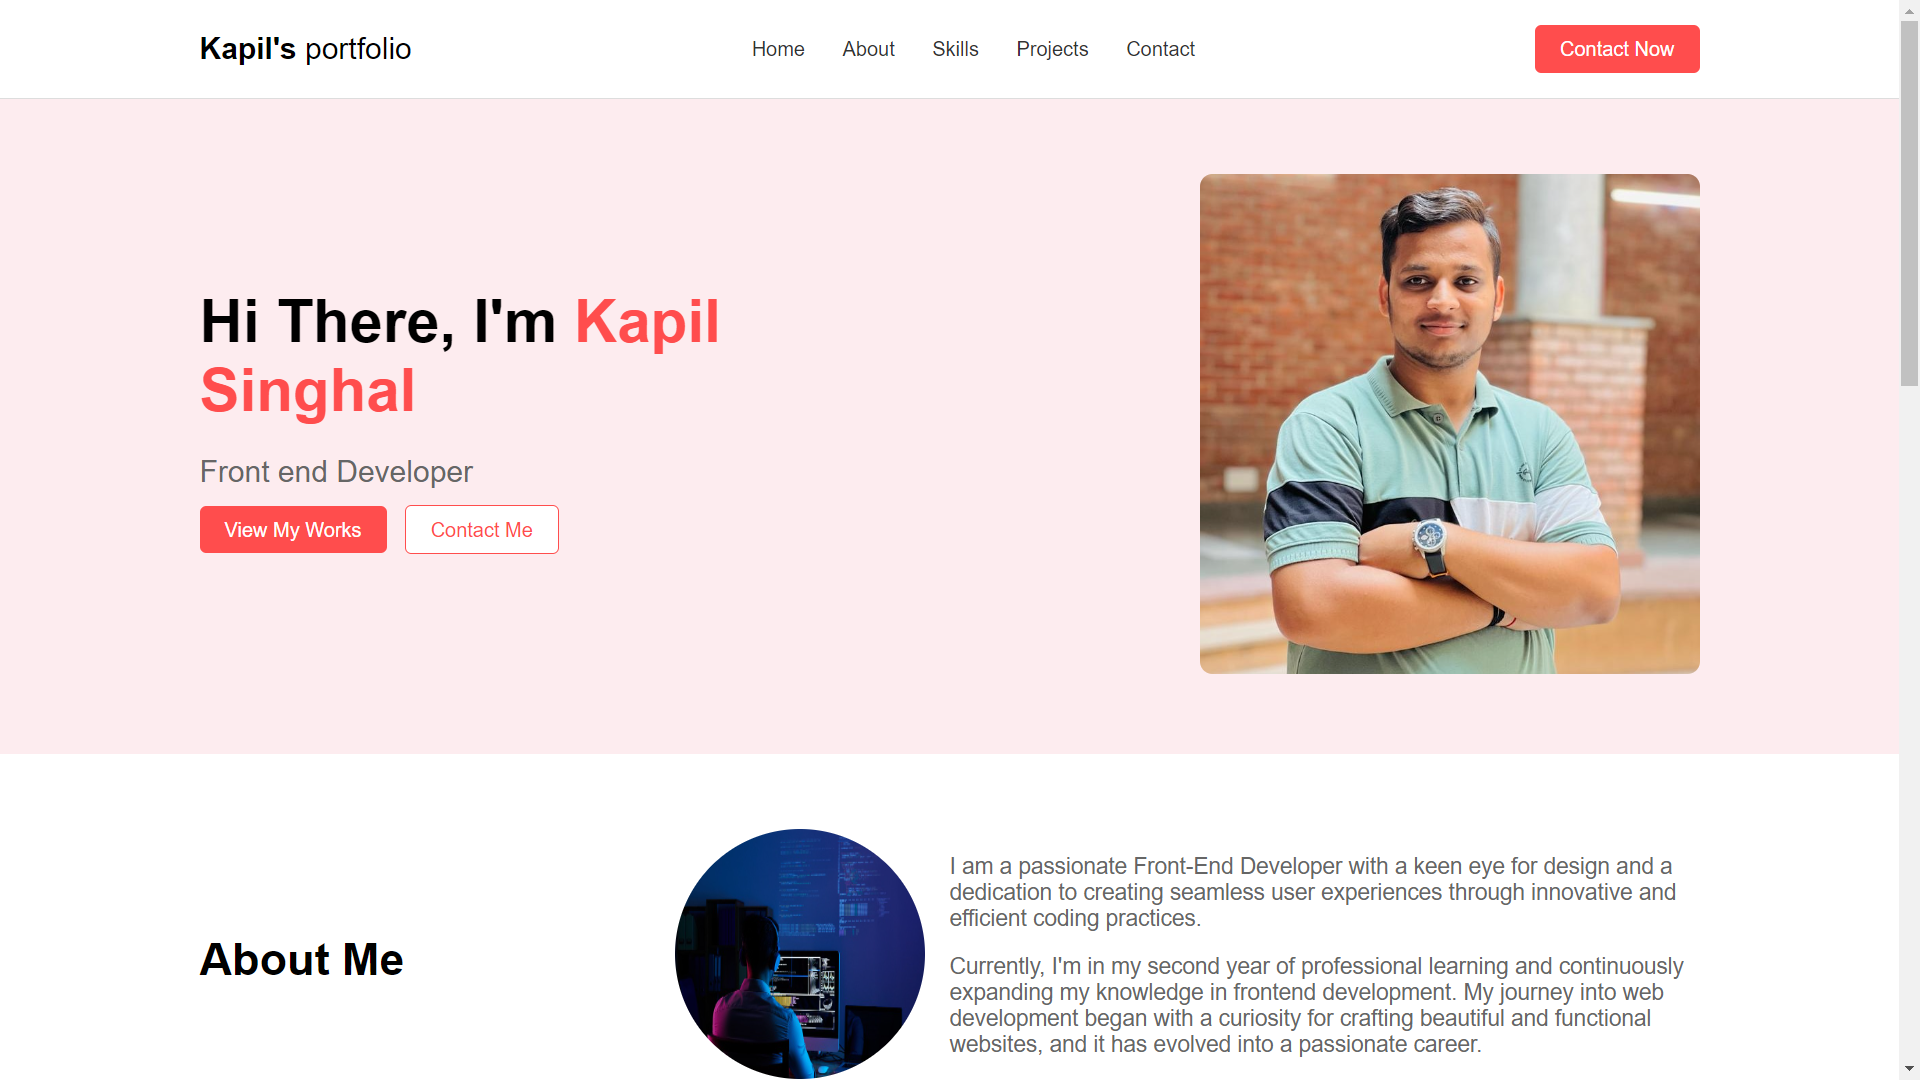 Kapil's portfolio
Home
About
Skills
Projects
Contact
Contact Now
Hi There, I'm Kapil
Singhal
Front end Developer
View My Works
Contact Me
About Me
I am a passionate Front-End Developer with a keen eye for design and a
dedication to creating seamless user experiences through innovative and
efficient coding practices.
Currently, I'm in my second year of professional learning and continuously
expanding my knowledge in frontend development. My journey into web
development began with a curiosity for crafting beautiful and functional
websites, and it has evolved into a passionate career.